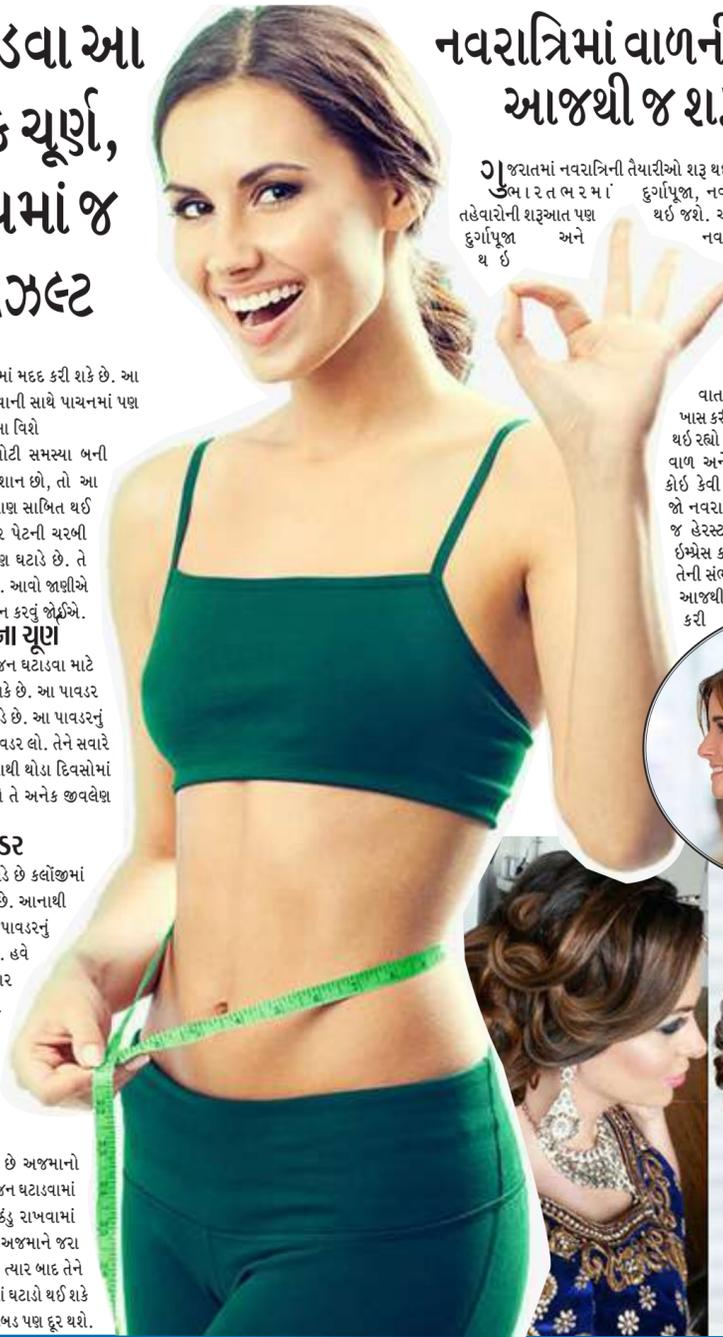 ડવા આ
ચૂર્ણ,
માં જ
ઝલ્ટ
માં મદદ કરી શકે છે. આ
વાની સાથે પાચનમાં પણ
આ વિશે
મોટી સમસ્યા બની
શાન છો, તો આ
સાબિત થઈ
પેટની ચરબી
ઘટાડે છે. તે
. આવો જાણીએ
ન કરવું જોઈએ.
ના ચૂર્ણ
જન ઘટાડવા માટે
કે છે. આ પાવડર
ડે છે. આ પાવડરનું
વડર લો. તેને સવારે
થી થોડા દિવસોમાં
તે અનેક જીવલેણ
ડર
ડે છે કલોંજીમાં
છે. આનાથી
પાવડરનું
. હવે
ાર
છે અજમાનો
જન ઘટાડવામાં
ઠંડુ રાખવામાં
અજમાને જરા
ત્યાર બાદ તેને
ઘટાડો થઈ શકે
પણ દૂર થશે.
નવરાત્રિમાં વાળની
આજથી જ શરૂ
ગુજરાતમાં નવરાત્રિની તૈયારીઓ શરૂ થઈ
ભારતભરમાં દુર્ગાપૂજા, નવ
તહેવારોની શરૂઆત પણ થઈ જશે.
દુર્ગાપૂજા અને નવ
થઈ
વાત
ખાસ કરી
થઈ રહ્યો
વાળ અને
કોઈ કેવી
જો નવરા
જ હેરસ્ટ
ઈમ્પ્રેસ ક
તેની સંભ
આજથી
કરી